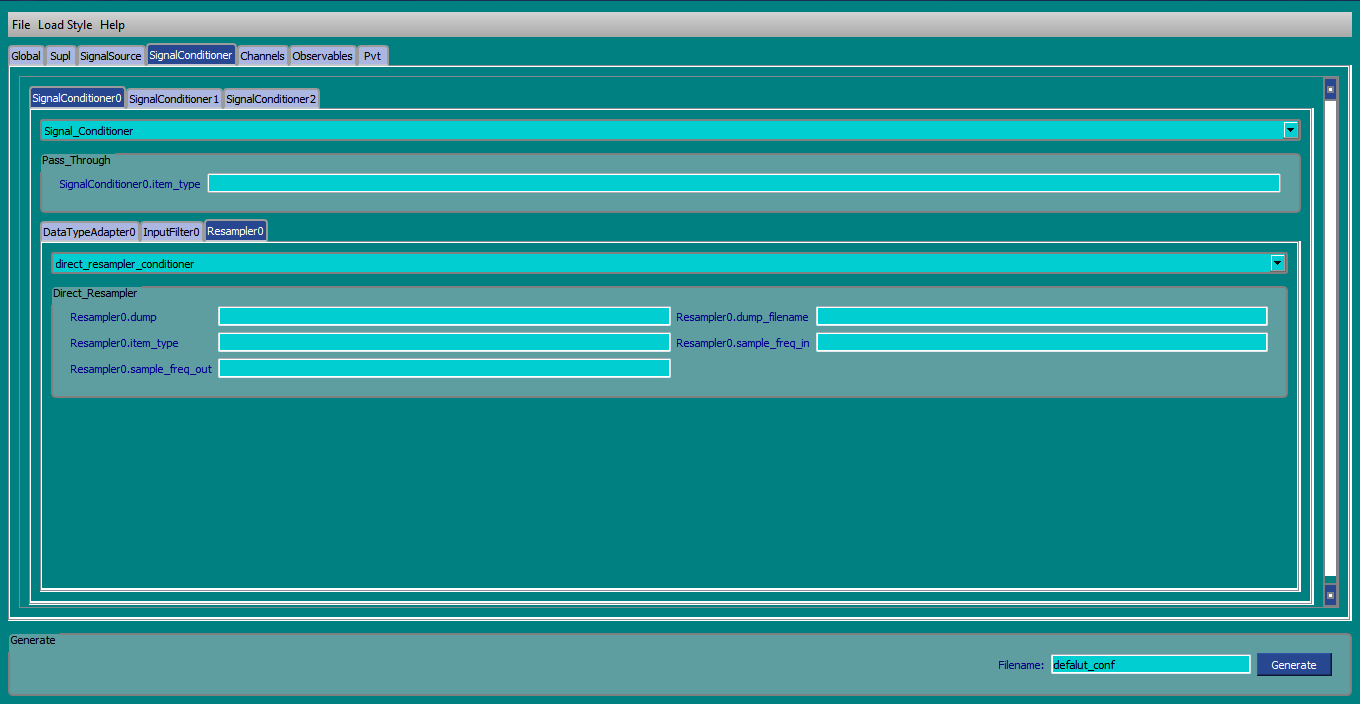 File Load Style Help
Global Supl SignalSource SignalConditioner Channels Observables Pvt
SignalConditioner0 SignalConditioner1 SignalConditioner2
Signal_Conditioner
Pass_Through
SignalConditioner0.item_type
DataTypeAdapter0 InputFilter0 Resampler0
direct_resampler_conditioner
Direct_Resampler
Resampler0.dump Resampler0.dump_filename
Resampler0.item_type Resampler0.sample_freq_in
Resampler0.sample_freq_out
Generate
Filename: defalut_conf Generate